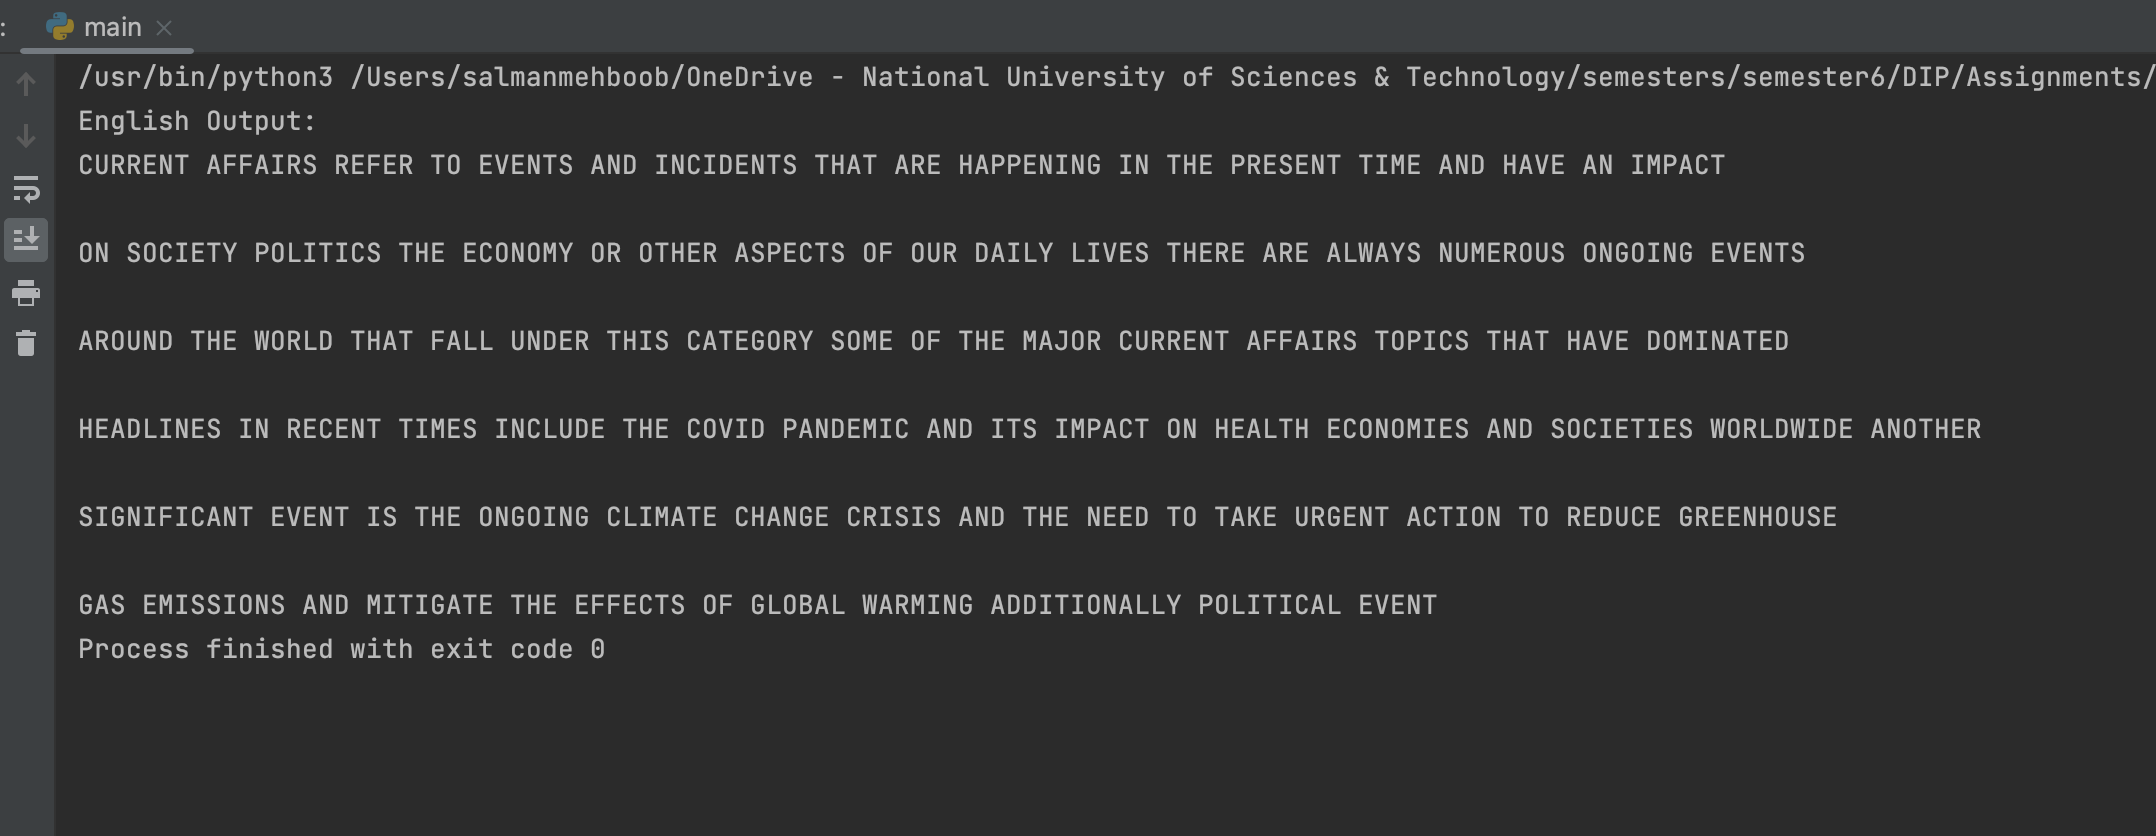 : main
/usr/bin/python3 /Users/salmanmehboob/OneDrive - National University of Sciences & Technology/semesters/semester6/DIP/Assignments/
English Output:
CURRENT AFFAIRS REFER TO EVENTS AND INCIDENTS THAT ARE HAPPENING IN THE PRESENT TIME AND HAVE AN IMPACT
ON SOCIETY POLITICS THE ECONOMY OR OTHER ASPECTS OF OUR DAILY LIVES THERE ARE ALWAYS NUMEROUS ONGOING EVENTS
AROUND THE WORLD THAT FALL UNDER THIS CATEGORY SOME OF THE MAJOR CURRENT AFFAIRS TOPICS THAT HAVE DOMINATED
HEADLINES IN RECENT TIMES INCLUDE THE COVID PANDEMIC AND ITS IMPACT ON HEALTH ECONOMIES AND SOCIETIES WORLDWIDE ANOTHER
SIGNIFICANT EVENT IS THE ONGOING CLIMATE CHANGE CRISIS AND THE NEED TO TAKE URGENT ACTION TO REDUCE GREENHOUSE
GAS EMISSIONS AND MITIGATE THE EFFECTS OF GLOBAL WARMING ADDITIONALLY POLITICAL EVENT
Process finished with exit code 0